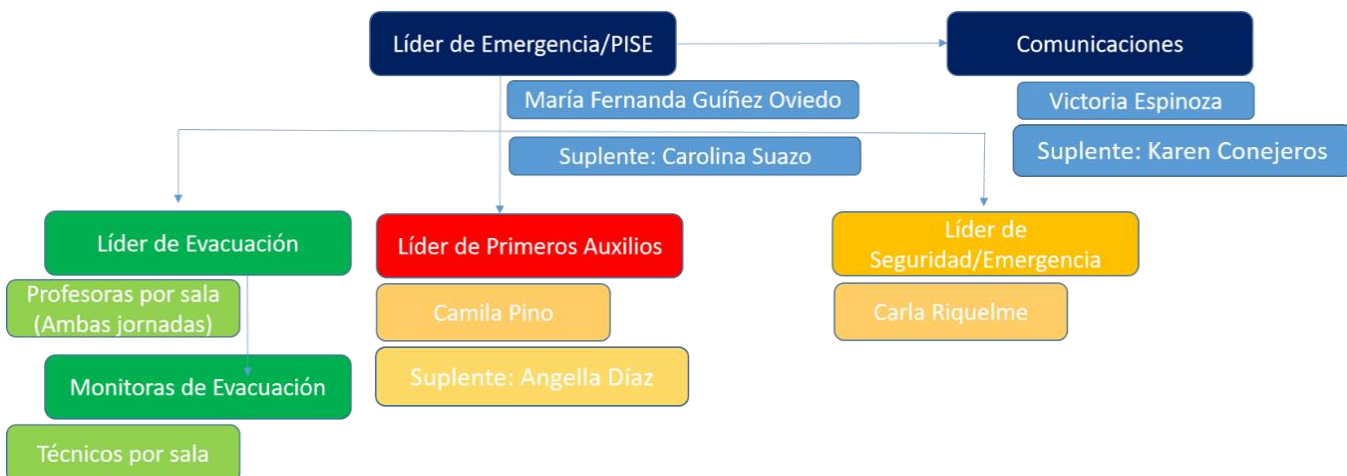 Líder de Emergencia/PISE
Comunicaciones
María Fernanda Guíñez Oviedo
Victoria Espinoza
Suplente: Carolina Suazo
Suplente: Karen Conejeros
Líder de Evacuación
Líder de Primeros Auxilios
Líder de
Seguridad/Emergencia
Profesoras por sala
(Ambas jornadas)
Camila Pino
Carla Riquelme
Monitoras de Evacuación
Suplente: Angella Díaz
Técnicos por sala